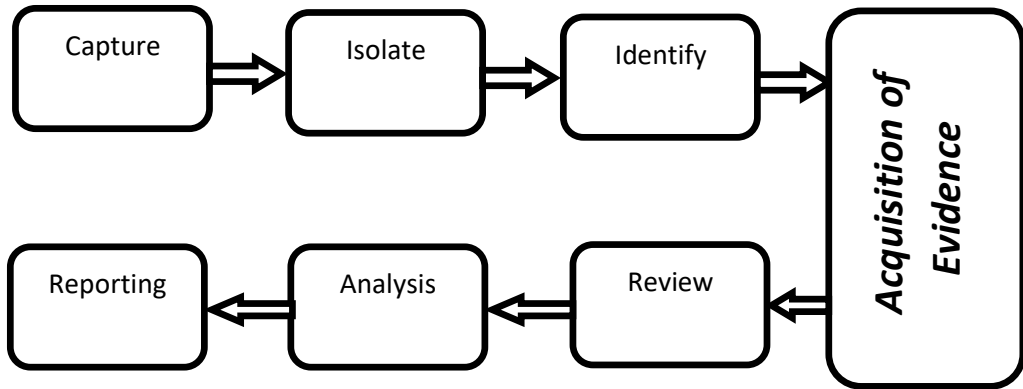 Capture
Isolate
Identify
Acquisition of
Evidence
Review
Analysis
Reporting